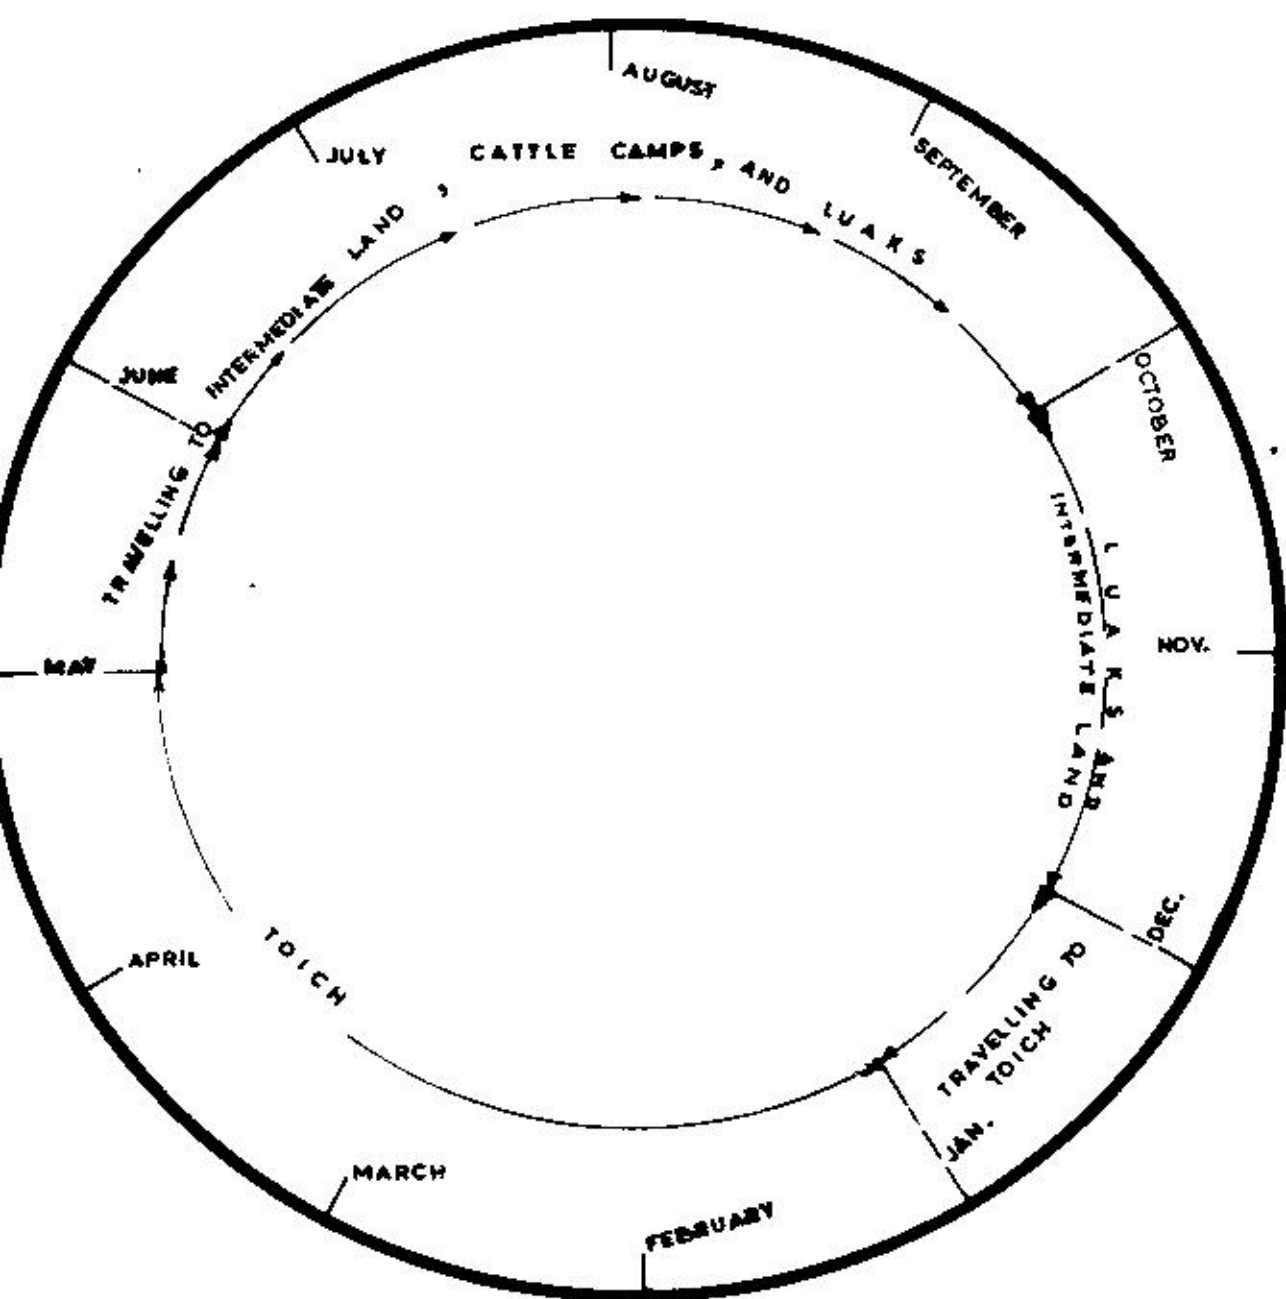 AUGUST
SEPTEMBER
OCTOBER
NOV.
DEC.
JAN.
FEBRUARY
MARCH
APRIL
MAY
JUNE
JULY
TRAVELLING TO INTERMEDIATE LAND, CATTLE CAMPS, AND LUAKS
LUAKS AND
INTERMEDIATE LAND
TRAVELLING TO
TOICH
TOICH